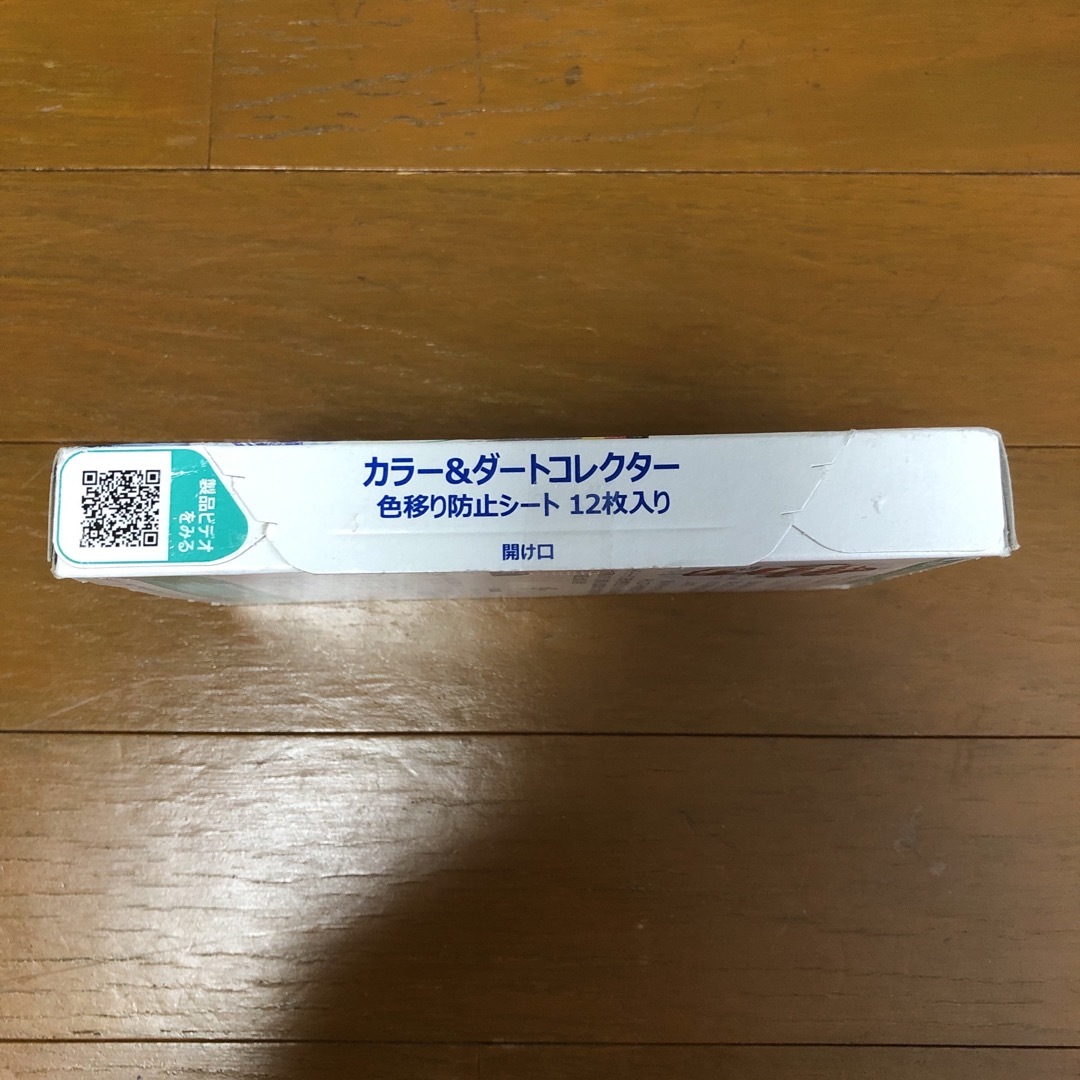 カラー&ダートコレクター
色移り防止シート 12枚入り
開け口
製品ビデオ
をみる